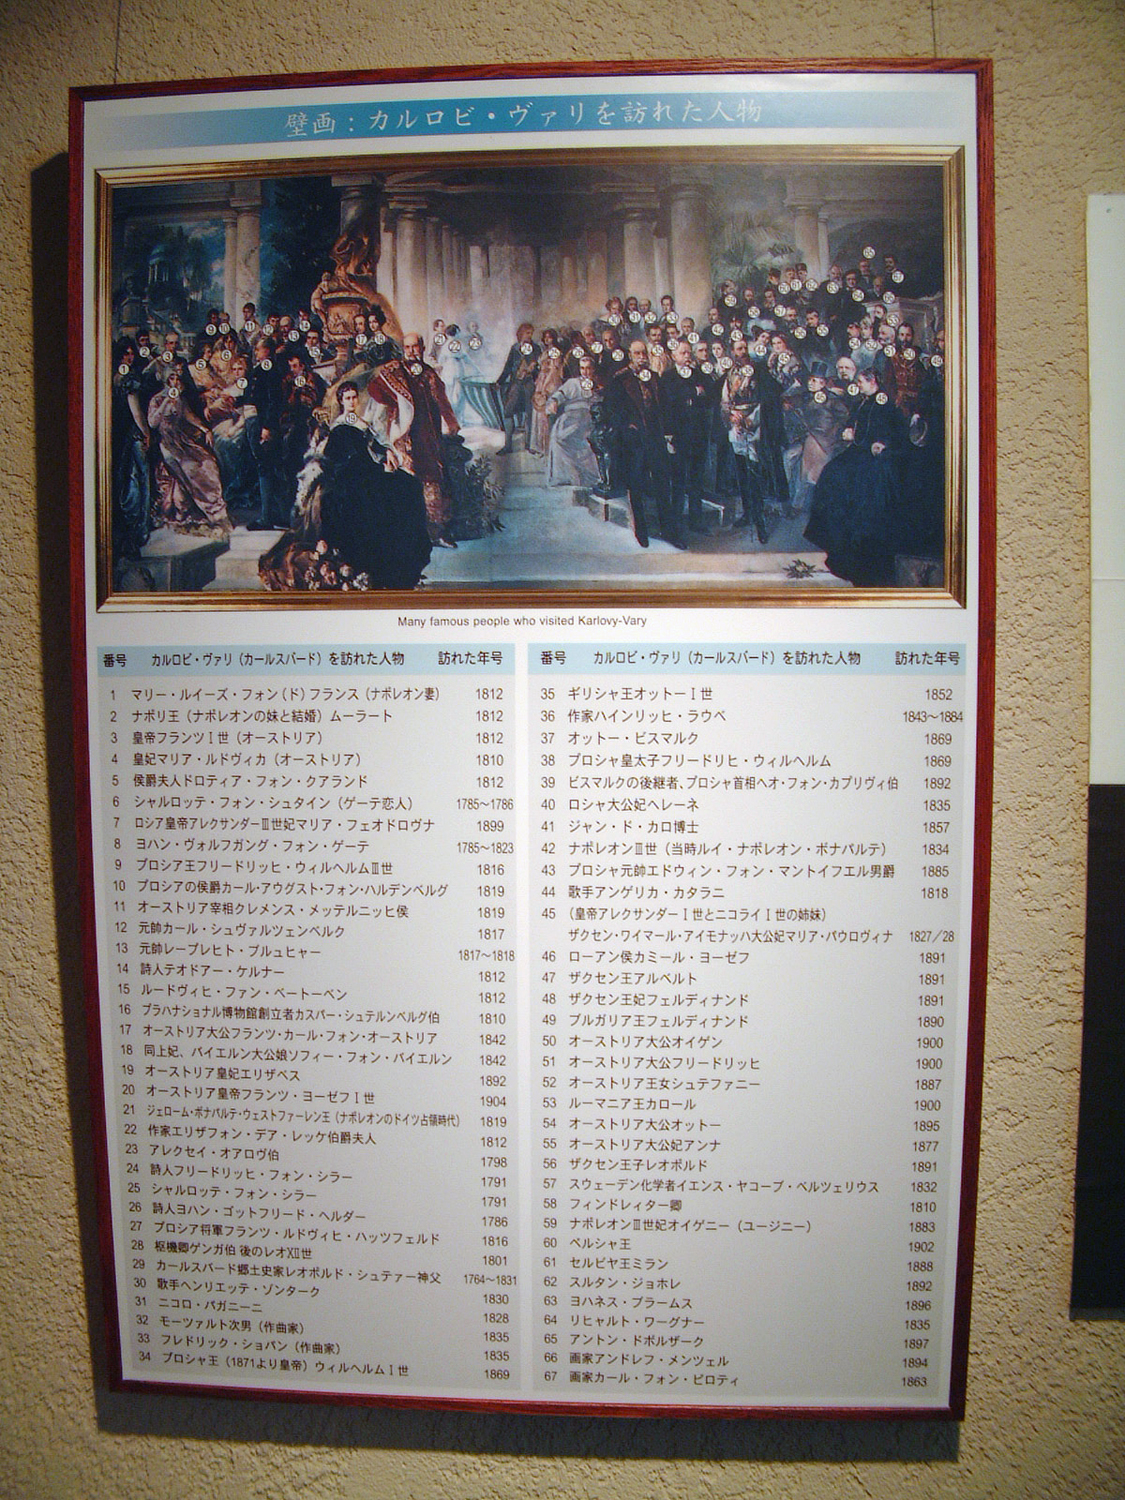 壁画：カルロビ・ヴァリを訪れた人物
Many famous people who visited Karlovy-Vary
番号 カルロビ・ヴァリ（カールスバード）を訪れた人物 訪れた年号
1 マリー・ルイーズ・フォン（ド）フランス（ナポレオン妻） 1812
2 ナポリ王（ナポレオンの妹と結婚）ムーラート 1812
3 皇帝フランツⅠ世（オーストリア） 1812
4 皇妃マリア・ルドヴィカ（オーストリア） 1810
5 侯爵夫人ドロティア・フォン・クアランド 1812
6 シャルロッテ・フォン・シュタイン（ゲーテ恋人） 1785〜1786
7 ロシア皇帝アレクサンダーⅢ世妃マリア・フェオドロヴナ 1899
8 ヨハン・ヴォルフガング・フォン・ゲーテ 1785〜1823
9 プロシア王フリードリッヒ・ウィルヘルムⅢ世 1816
10 プロシアの侯爵カール・アウグスト・フォン・ハルデンベルグ 1819
11 オーストリア宰相クレメンス・メッテルニッヒ侯 1819
12 元帥カール・シュヴァルツェンベルク 1817
13 元帥レープレヒト・ブルュヒャー 1817〜1818
14 詩人テオドアー・ケルナー 1812
15 ルードヴィヒ・ファン・ベートーベン 1812
16 プラハナショナル博物館創立者カスパー・シュテルンベルグ伯 1810
17 オーストリア大公フランツ・カール・フォン・オーストリア 1842
18 同上妃、バイエルン大公娘ソフィー・フォン・バイエルン 1842
19 オーストリア皇妃エリザベス 1892
20 オーストリア皇帝フランツ・ヨーゼフⅠ世 1904
21 ジェローム・ボナパルテ・ウェストファーレン王（ナポレオンのドイツ占領時代） 1819
22 作家エリザフォン・デア・レッケ伯爵夫人 1812
23 アレクセイ・オアロヴ伯 1798
24 詩人フリードリッヒ・フォン・シラー 1791
25 シャルロッテ・フォン・シラー 1791
26 詩人ヨハン・ゴットフリード・ヘルダー 1786
27 プロシア将軍フランツ・ルドヴィヒ・ハッツフェルド 1816
28 枢機卿ゲンガ伯 後のレオⅫ世 1801
29 カールスバード郷土史家レオポルド・シュテァー神父 1764〜1831
30 歌手ヘンリエッテ・ゾンターク 1830
31 ニコロ・パガニーニ 1828
32 モーツァルト次男（作曲家） 1835
33 フレドリック・ショパン（作曲家） 1835
34 プロシャ王（1871より皇帝）ウィルヘルムⅠ世 1869
番号 カルロビ・ヴァリ（カールスバード）を訪れた人物 訪れた年号
35 ギリシャ王オットーⅠ世 1852
36 作家ハインリッヒ・ラウベ 1843〜1884
37 オットー・ビスマルク 1869
38 プロシャ皇太子フリードリヒ・ウィルヘルム 1869
39 ビスマルクの後継者、プロシャ首相ヘオ・フォン・カプリヴィ伯 1892
40 ロシャ大公妃ヘレーネ 1835
41 ジャン・ド・カロ博士 1857
42 ナポレオンⅢ世（当時ルイ・ナポレオン・ボナパルテ） 1834
43 プロシャ元帥エドウィン・フォン・マントイフエル男爵 1885
44 歌手アンゲリカ・カタラニ 1818
45 （皇帝アレクサンダーⅠ世とニコライⅠ世の姉妹）
ザクセン・ワイマール・アイモナッハ大公妃マリア・パウロヴィナ 1827／28
46 ローアン侯カミール・ヨーゼフ 1891
47 ザクセン王アルベルト 1891
48 ザクセン王妃フェルディナンド 1891
49 ブルガリア王フェルディナンド 1890
50 オーストリア大公オイゲン 1900
51 オーストリア大公フリードリッヒ 1900
52 オーストリア王女シュテファニー 1887
53 ルーマニア王カロール 1900
54 オーストリア大公オットー 1895
55 オーストリア大公妃アンナ 1877
56 ザクセン王子レオポルド 1891
57 スウェーデン化学者イエンス・ヤコープ・ベルツェリウス 1832
58 フィンドレィター卿 1810
59 ナポレオンⅢ世妃オイゲニー（ユージニー） 1883
60 ペルシャ王 1902
61 セルビヤ王ミラン 1888
62 スルタン・ジョホレ 1892
63 ヨハネス・ブラームス 1896
64 リヒャルト・ワーグナー 1835
65 アントン・ドボルザーク 1897
66 画家アンドレフ・メンツェル 1894
67 画家カール・フォン・ピロティ 1863